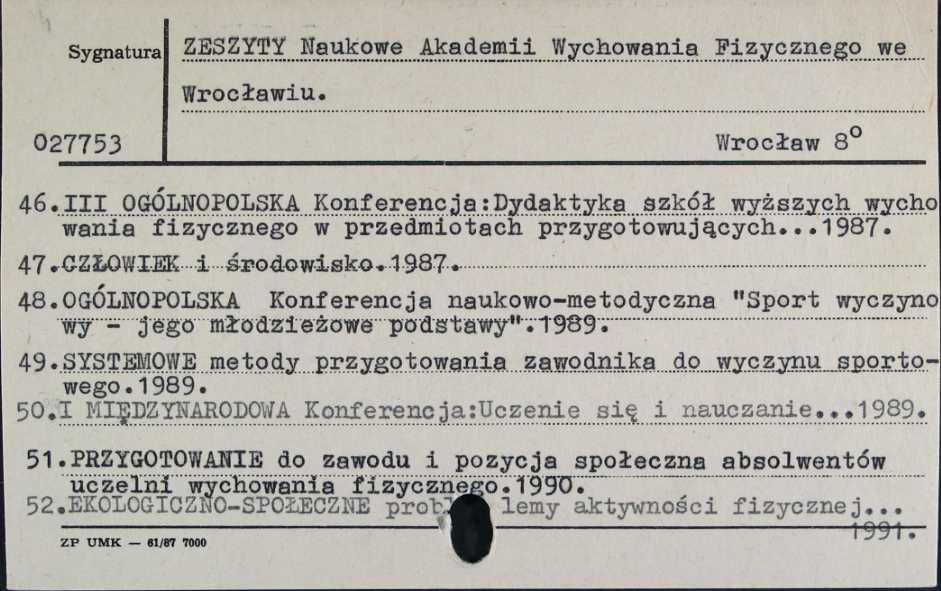 Sygnatura ZESZYTY Naukowe Akademii Wychowania Fizycznego we
Wrocławiu.
027753 Wrocław 8°
46.III OGÓLNOPOLSKA Konferencja:Dydaktyka szkół wyższych wycho
wania fizycznego w przedmiotach przygotowujących...1987.
47.CZŁOWIEK i środowisko.1987.
48.OGÓLNOPOLSKA Konferencja naukowo-metodyczna "Sport wyczyno
wy - jego młodzieżowe podstawy".1989.
49.SYSTEMOWE metody przygotowania zawodnika do wyczynu sporto-
wego.1989.
50.I MIĘDZYNARODOWA Konferencja:Uczenie się i nauczanie...1989.
51.PRZYGOTOWANIE do zawodu i pozycja społeczna absolwentów
uczelni wychowania fizycznego.1990.
52.EKOLOGICZNO-SPOŁECZNE prob lemy aktywności fizycznej...
1991.
ZP UMK — 61/87 7000